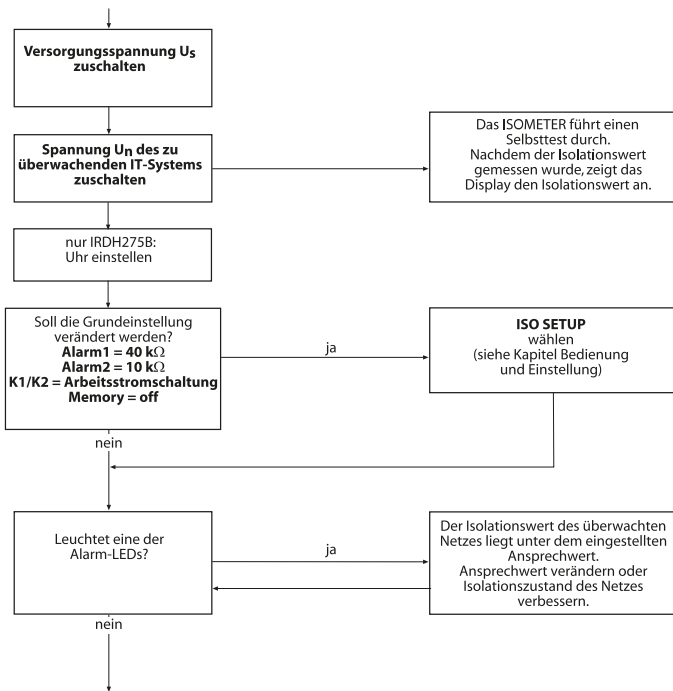 Versorgungsspannung Us
zuschalten
Spannung Un des zu
überwachenden IT-Systems
zuschalten
Das ISOMETER führt einen
Selbsttest durch.
Nachdem der Isolationswert
gemessen wurde, zeigt das
Display den Isolationswert an.
nur IRDH275B:
Uhr einstellen
Soll die Grundeinstellung
verändert werden?
Alarm1 = 40 kΩ
Alarm2 = 10 kΩ
K1/K2 = Arbeitsstromschaltung
Memory = off
ja
ISO SETUP
wählen
(siehe Kapitel Bedienung
und Einstellung)
nein
Leuchtet eine der
Alarm-LEDs?
ja
Der Isolationswert des überwachten
Netzes liegt unter dem eingestellten
Ansprechwert.
Ansprechwert verändern oder
Isolationszustand des Netzes
verbessern.
nein